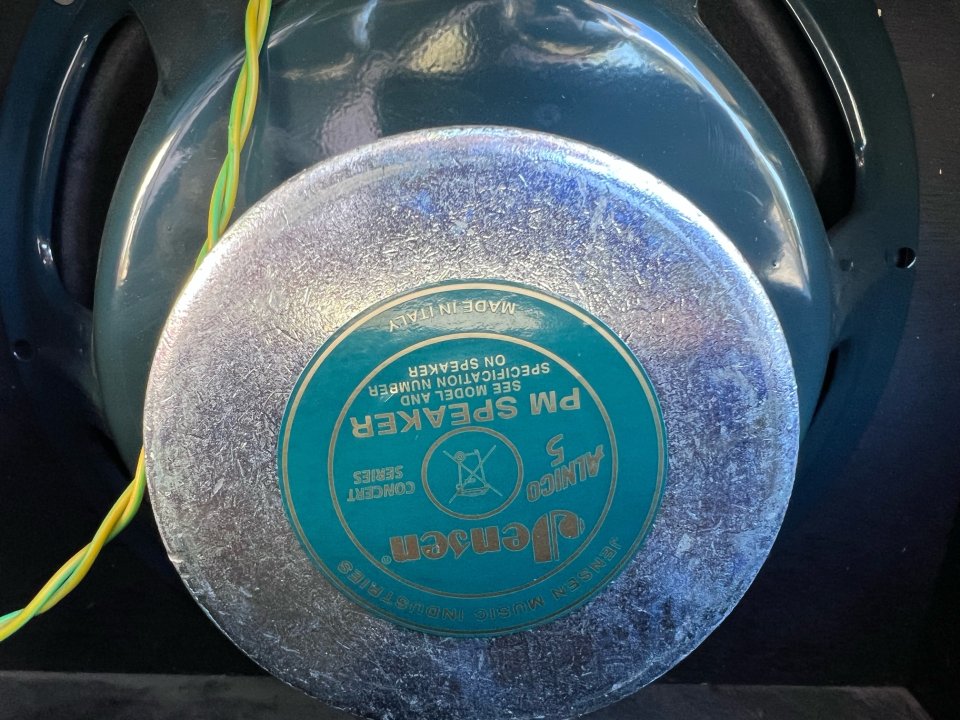 JENSEN MUSIC INDUSTRIES
Jensen®
CONCERT
SERIES
ALNICO
5
PM SPEAKER
SEE MODEL AND
SPECIFICATION NUMBER
ON SPEAKER
MADE IN ITALY